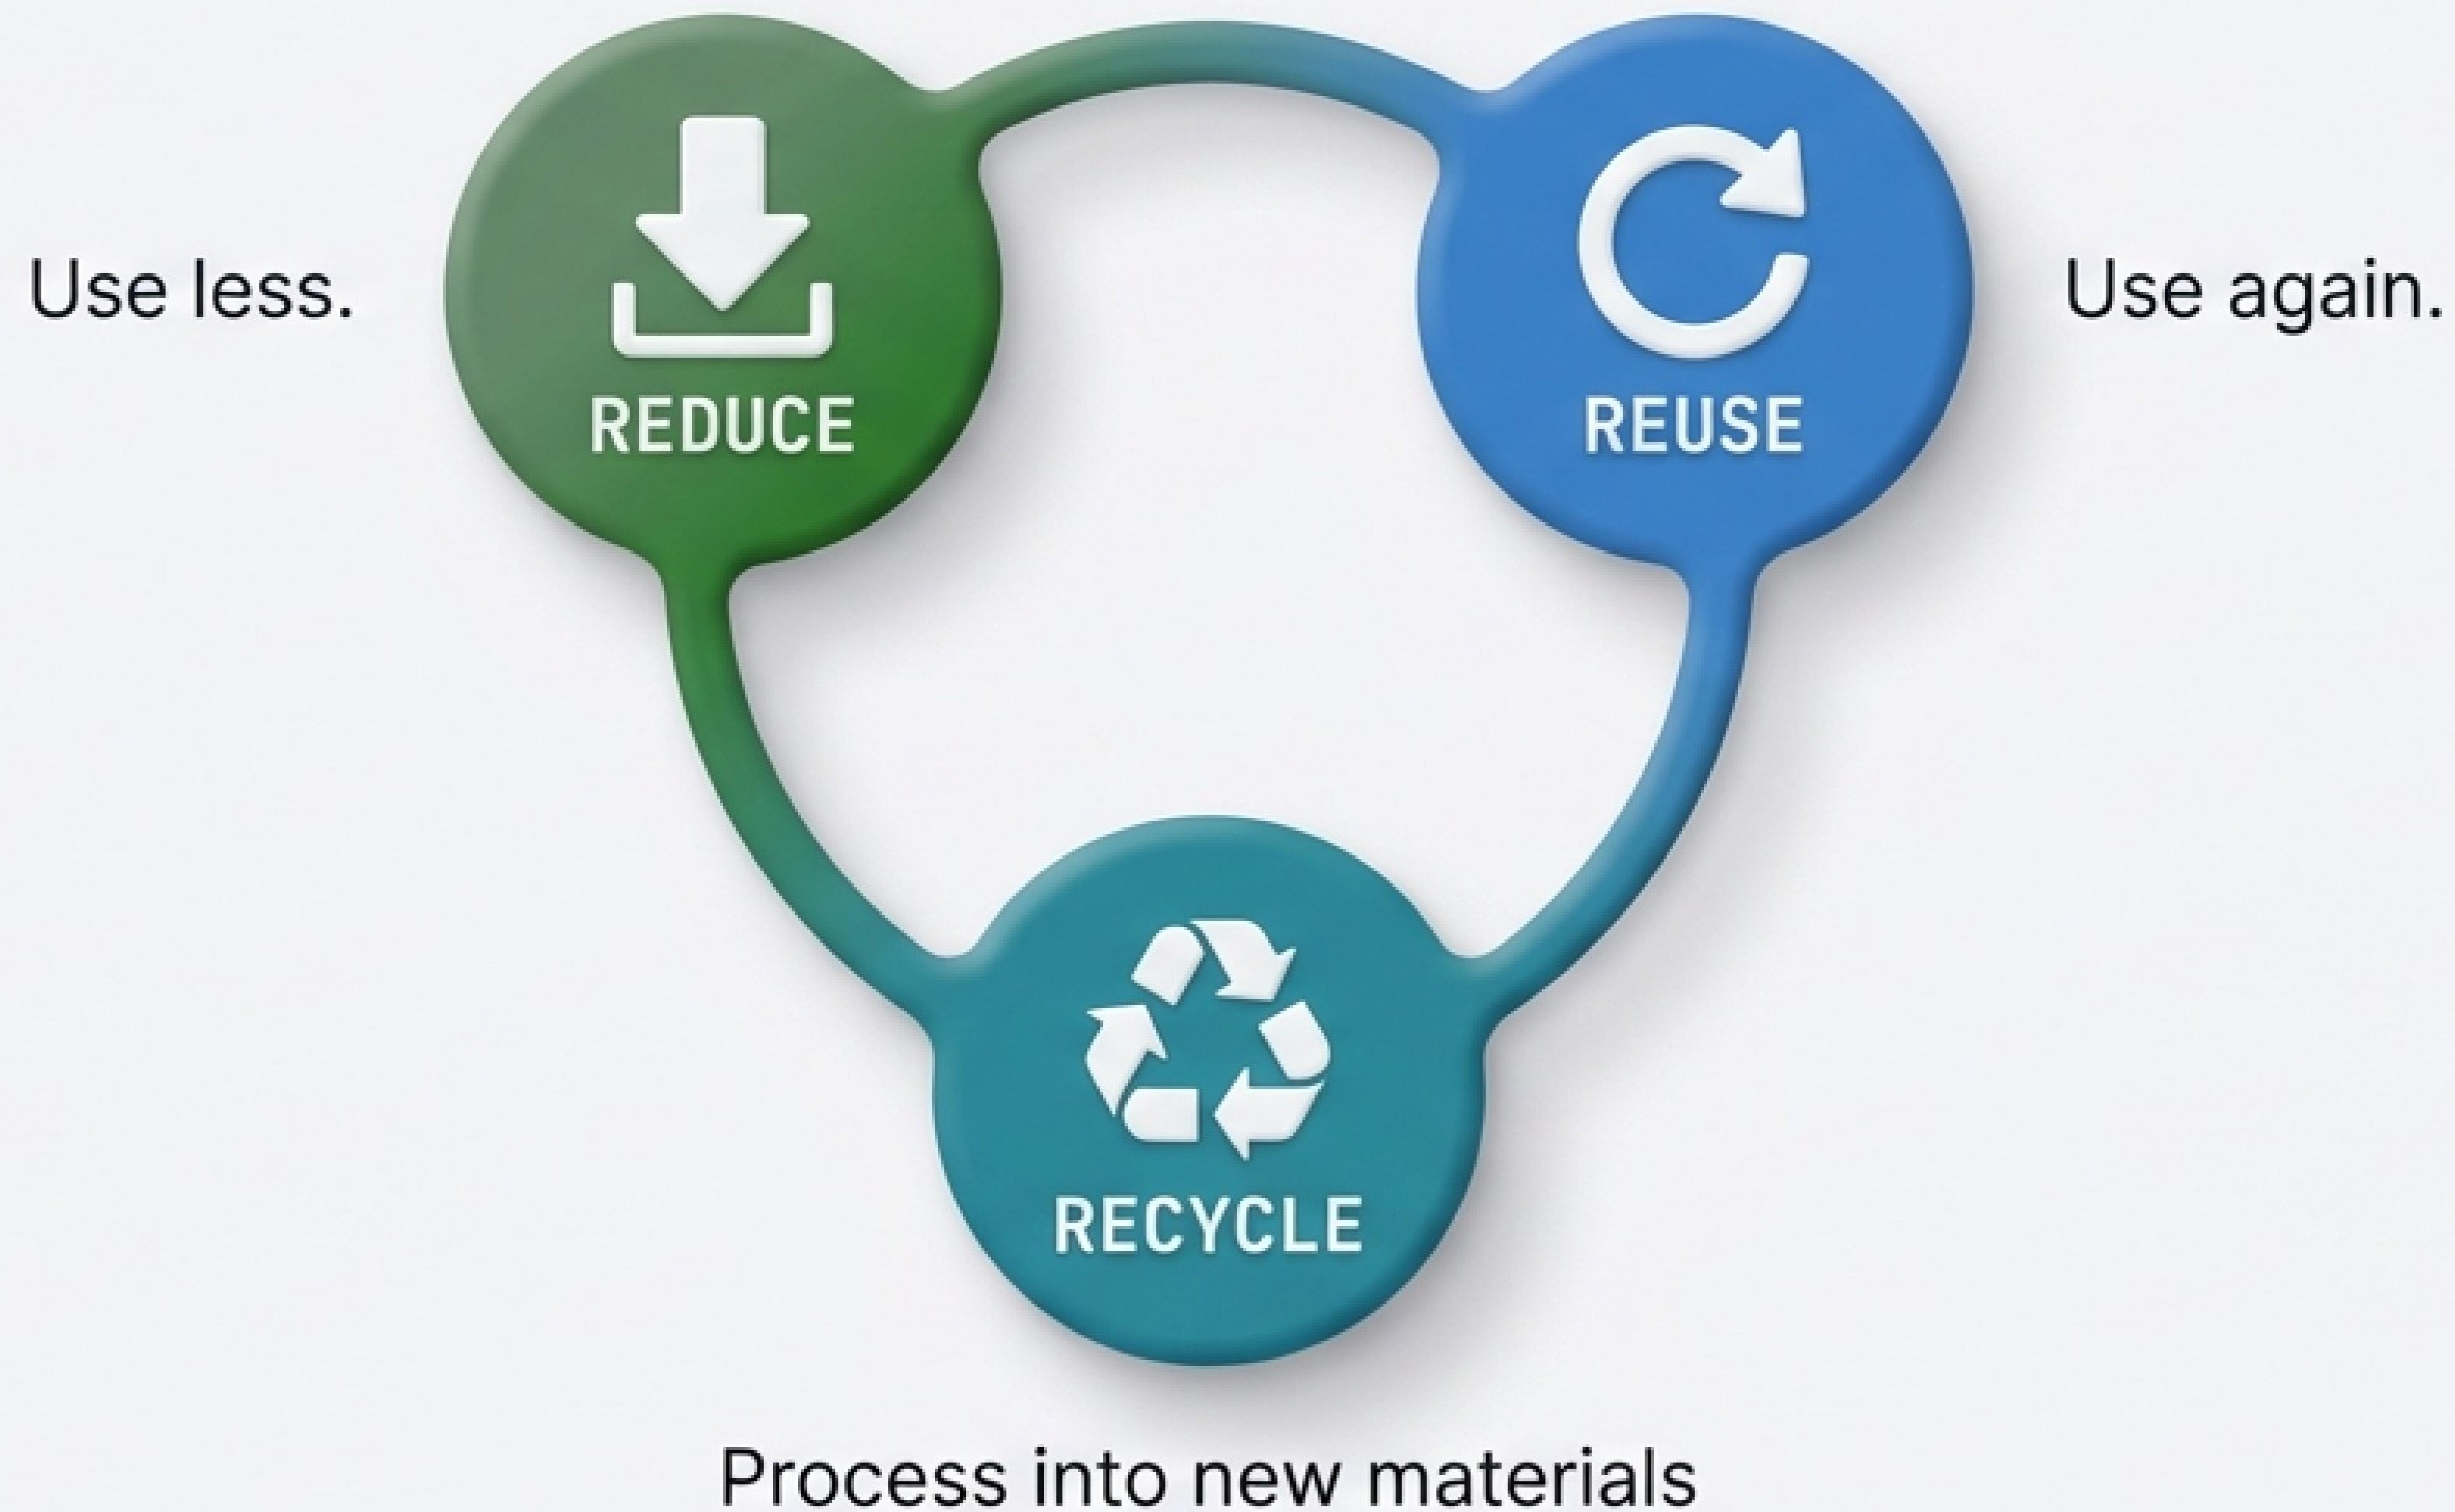 Use less.
REDUCE
REUSE
Use again.
RECYCLE
Process into new materials